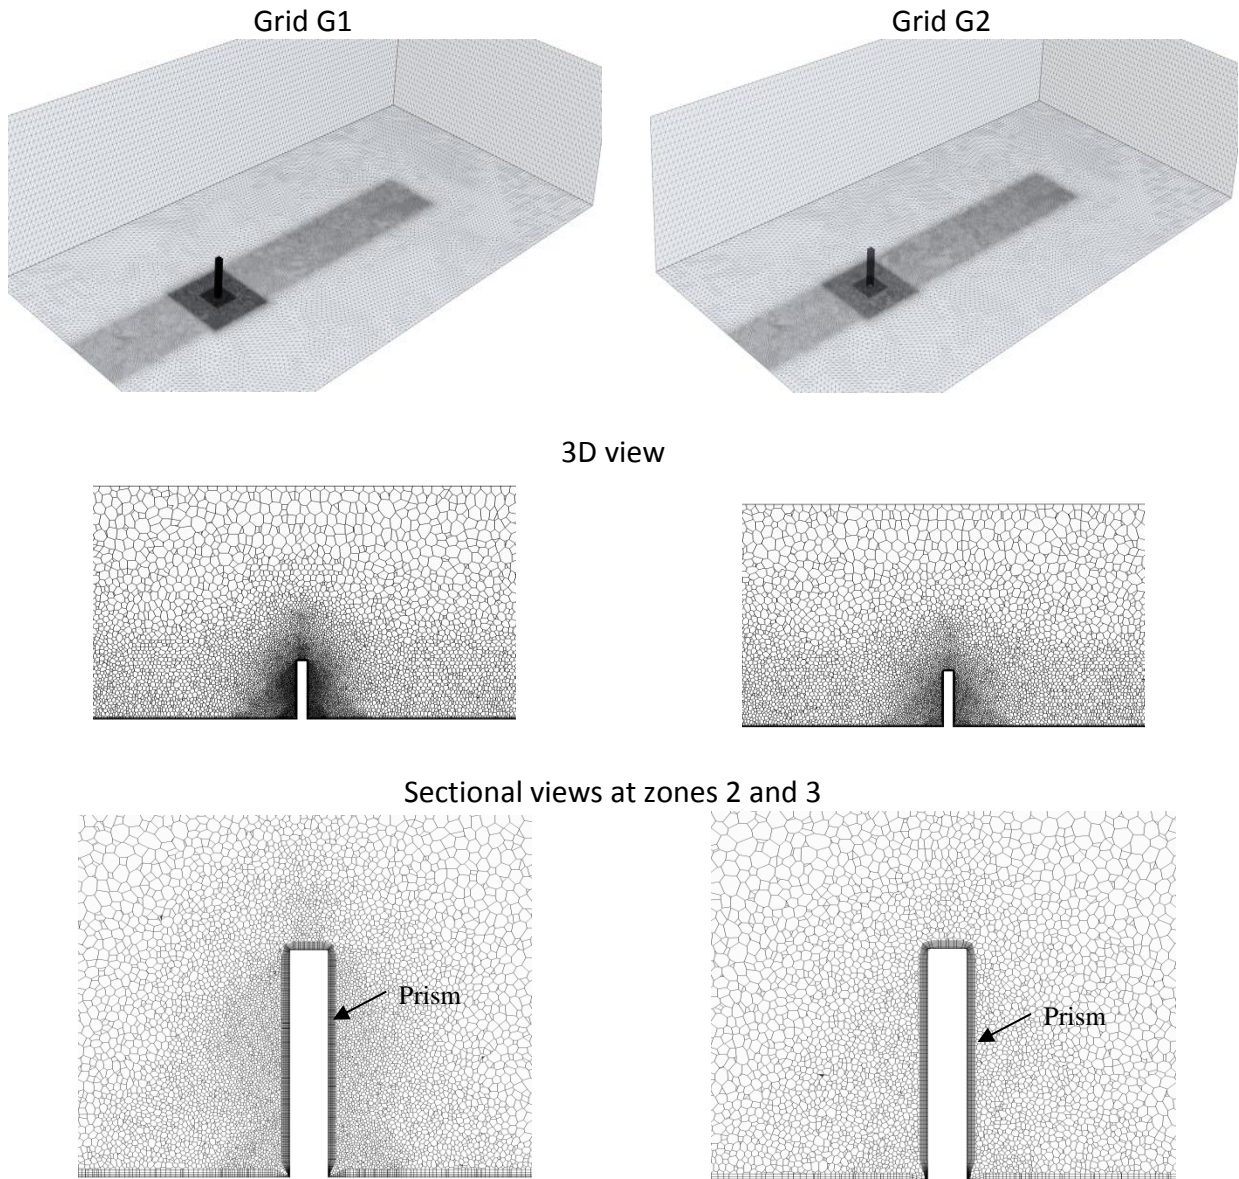 Grid G1
Grid G2
3D view
Sectional views at zones 2 and 3
Prism
Prism